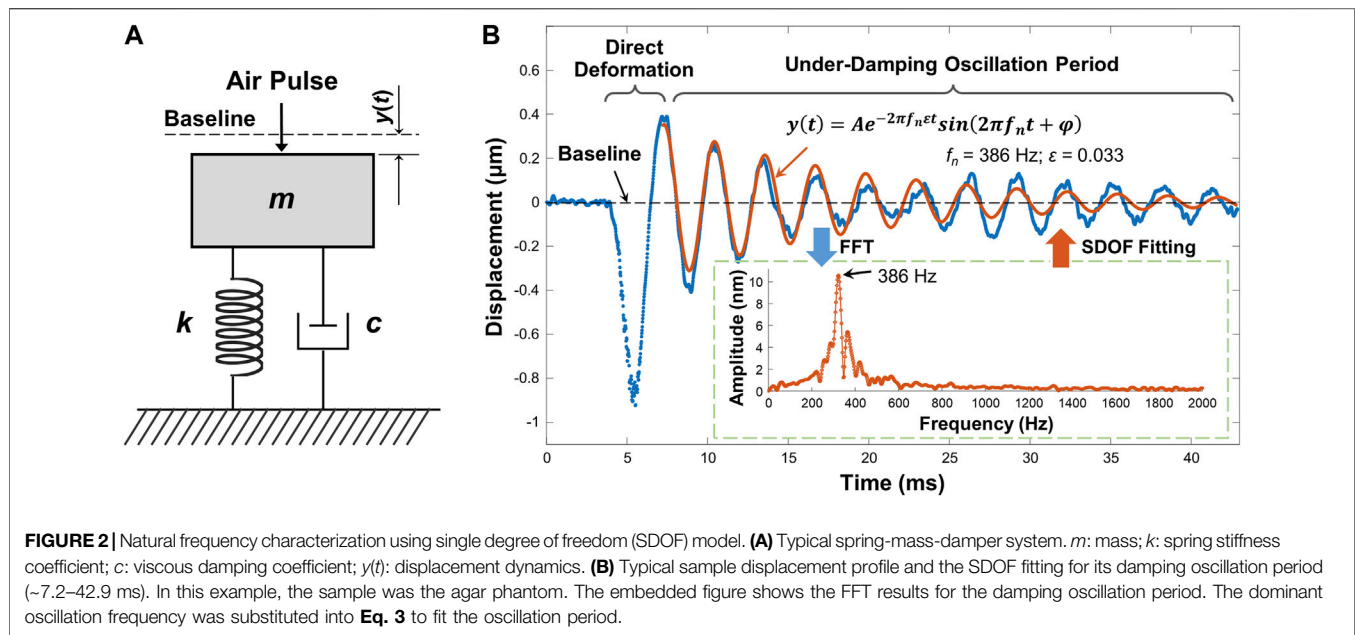 A
Air Pulse
Baseline
y(t)
m
k
c
B
Direct
Deformation
Under-Damping Oscillation Period
y(t) = Ae^{-2πf_nεt}sin(2πf_nt + φ)
f_n = 386 Hz; ε = 0.033
Baseline
Displacement (μm)
0.6
0.4
0.2
0
-0.2
-0.4
-0.6
-0.8
-1
FFT
SDOF Fitting
386 Hz
Amplitude (nm)
10
8
6
4
2
0
0 200 400 600 800 1000 1200 1400 1600 1800 2000
Frequency (Hz)
0 5 10 15 20 25 30 35 40
Time (ms)
FIGURE 2 | Natural frequency characterization using single degree of freedom (SDOF) model. (A) Typical spring-mass-damper system. m: mass; k: spring stiffness
coefficient; c: viscous damping coefficient; y(t): displacement dynamics. (B) Typical sample displacement profile and the SDOF fitting for its damping oscillation period
(~7.2–42.9 ms). In this example, the sample was the agar phantom. The embedded figure shows the FFT results for the damping oscillation period. The dominant
oscillation frequency was substituted into Eq. 3 to fit the oscillation period.